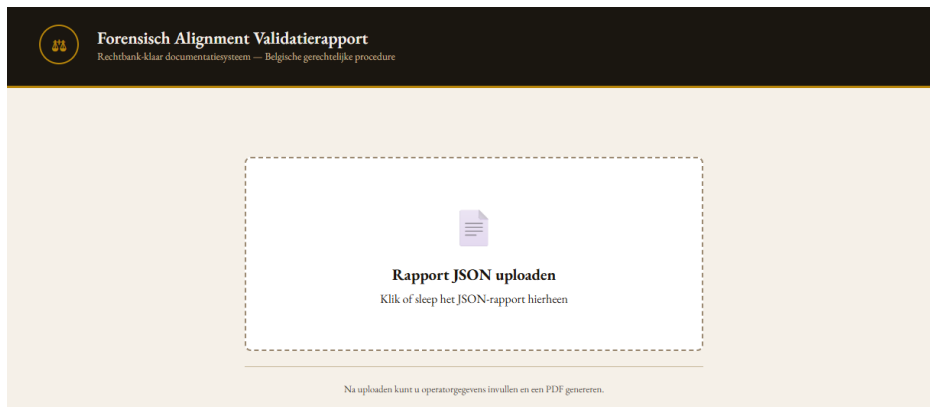 Forensisch Alignment Validatierapport
Rechtbank-klaar documentatiesysteem — Belgische gerechtelijke procedure
Rapport JSON uploaden
Klik of sleep het JSON-rapport hierheen
Na uploaden kunt u operatorgegevens invullen en een PDF genereren.